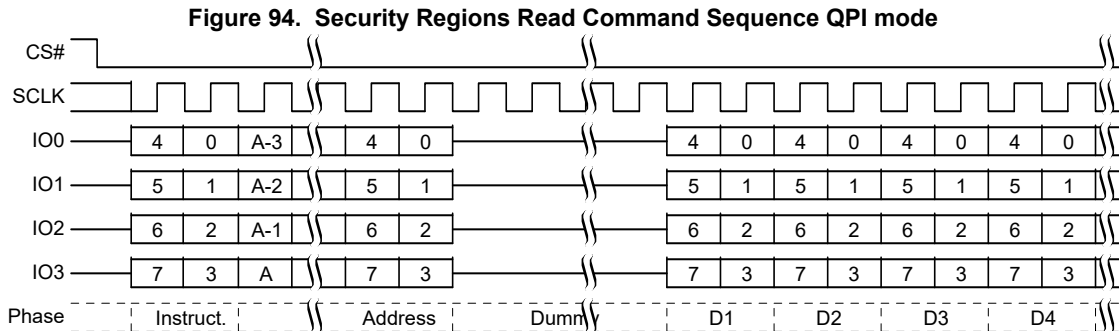 Figure 94. Security Regions Read Command Sequence QPI mode
CS#
SCLK
IO0 4 0 A-3 4 0 4 0 4 0 4 0 4 0
IO1 5 1 A-2 5 1 5 1 5 1 5 1 5 1
IO2 6 2 A-1 6 2 6 2 6 2 6 2 6 2
IO3 7 3 A 7 3 7 3 7 3 7 3 7 3
Phase Instruct. Address Dummy D1 D2 D3 D4